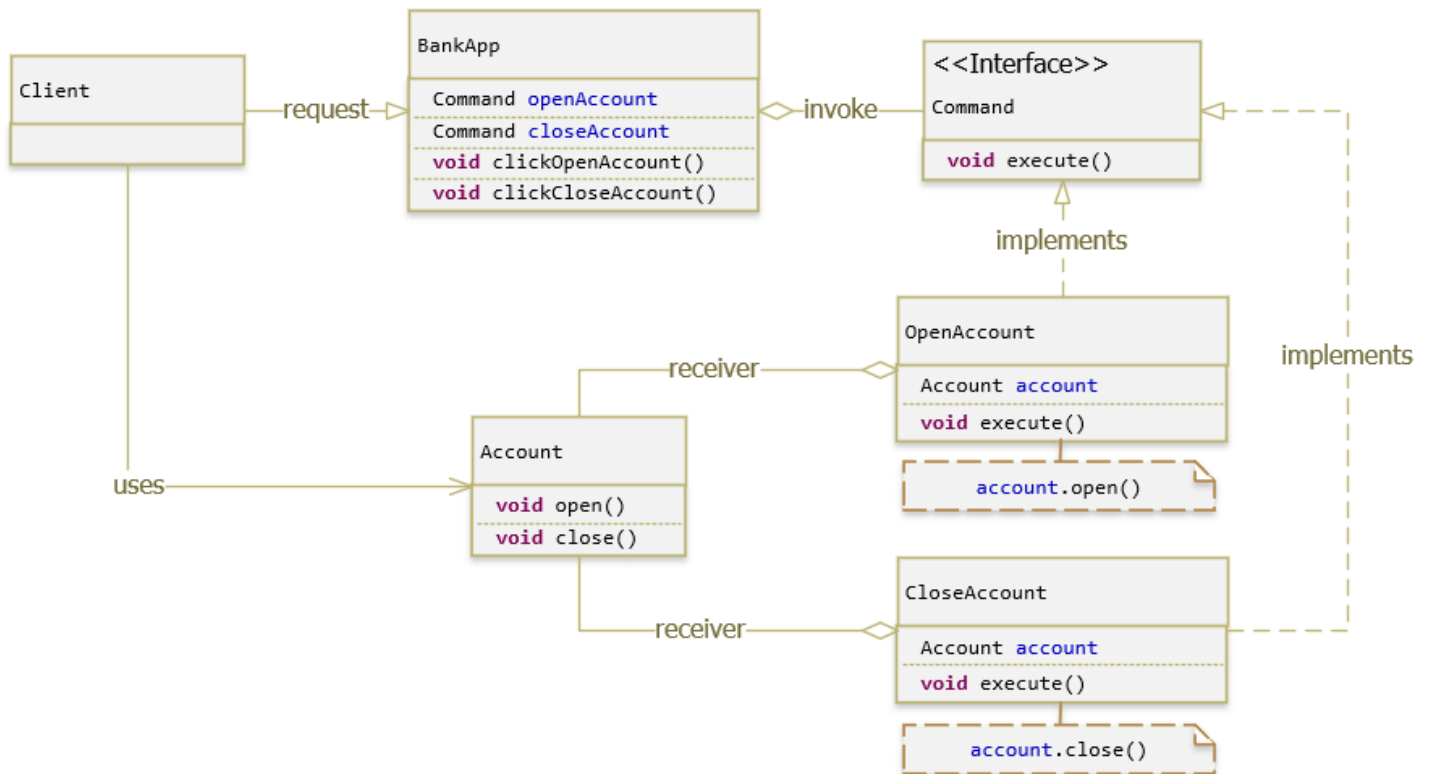 Client
request
BankApp
Command openAccount
Command closeAccount
void clickOpenAccount()
void clickCloseAccount()
invoke
<<Interface>>
Command
void execute()
implements
implements
OpenAccount
Account account
void execute()
account.open()
receiver
Account
void open()
void close()
uses
receiver
CloseAccount
Account account
void execute()
account.close()